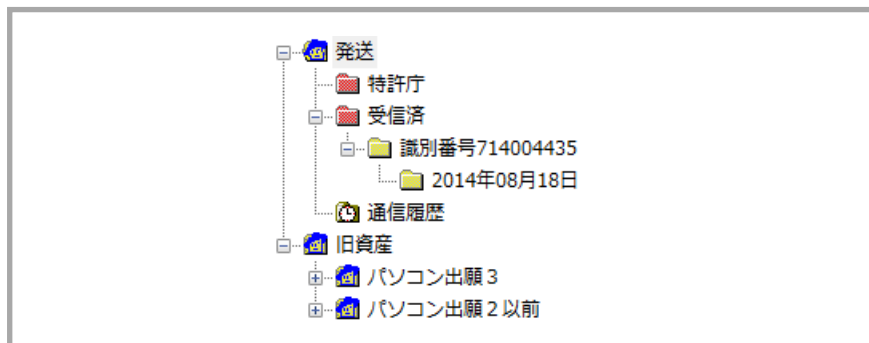 発送
特許庁
受信済
識別番号714004435
2014年08月18日
通信履歴
旧資産
パソコン出願３
パソコン出願２以前